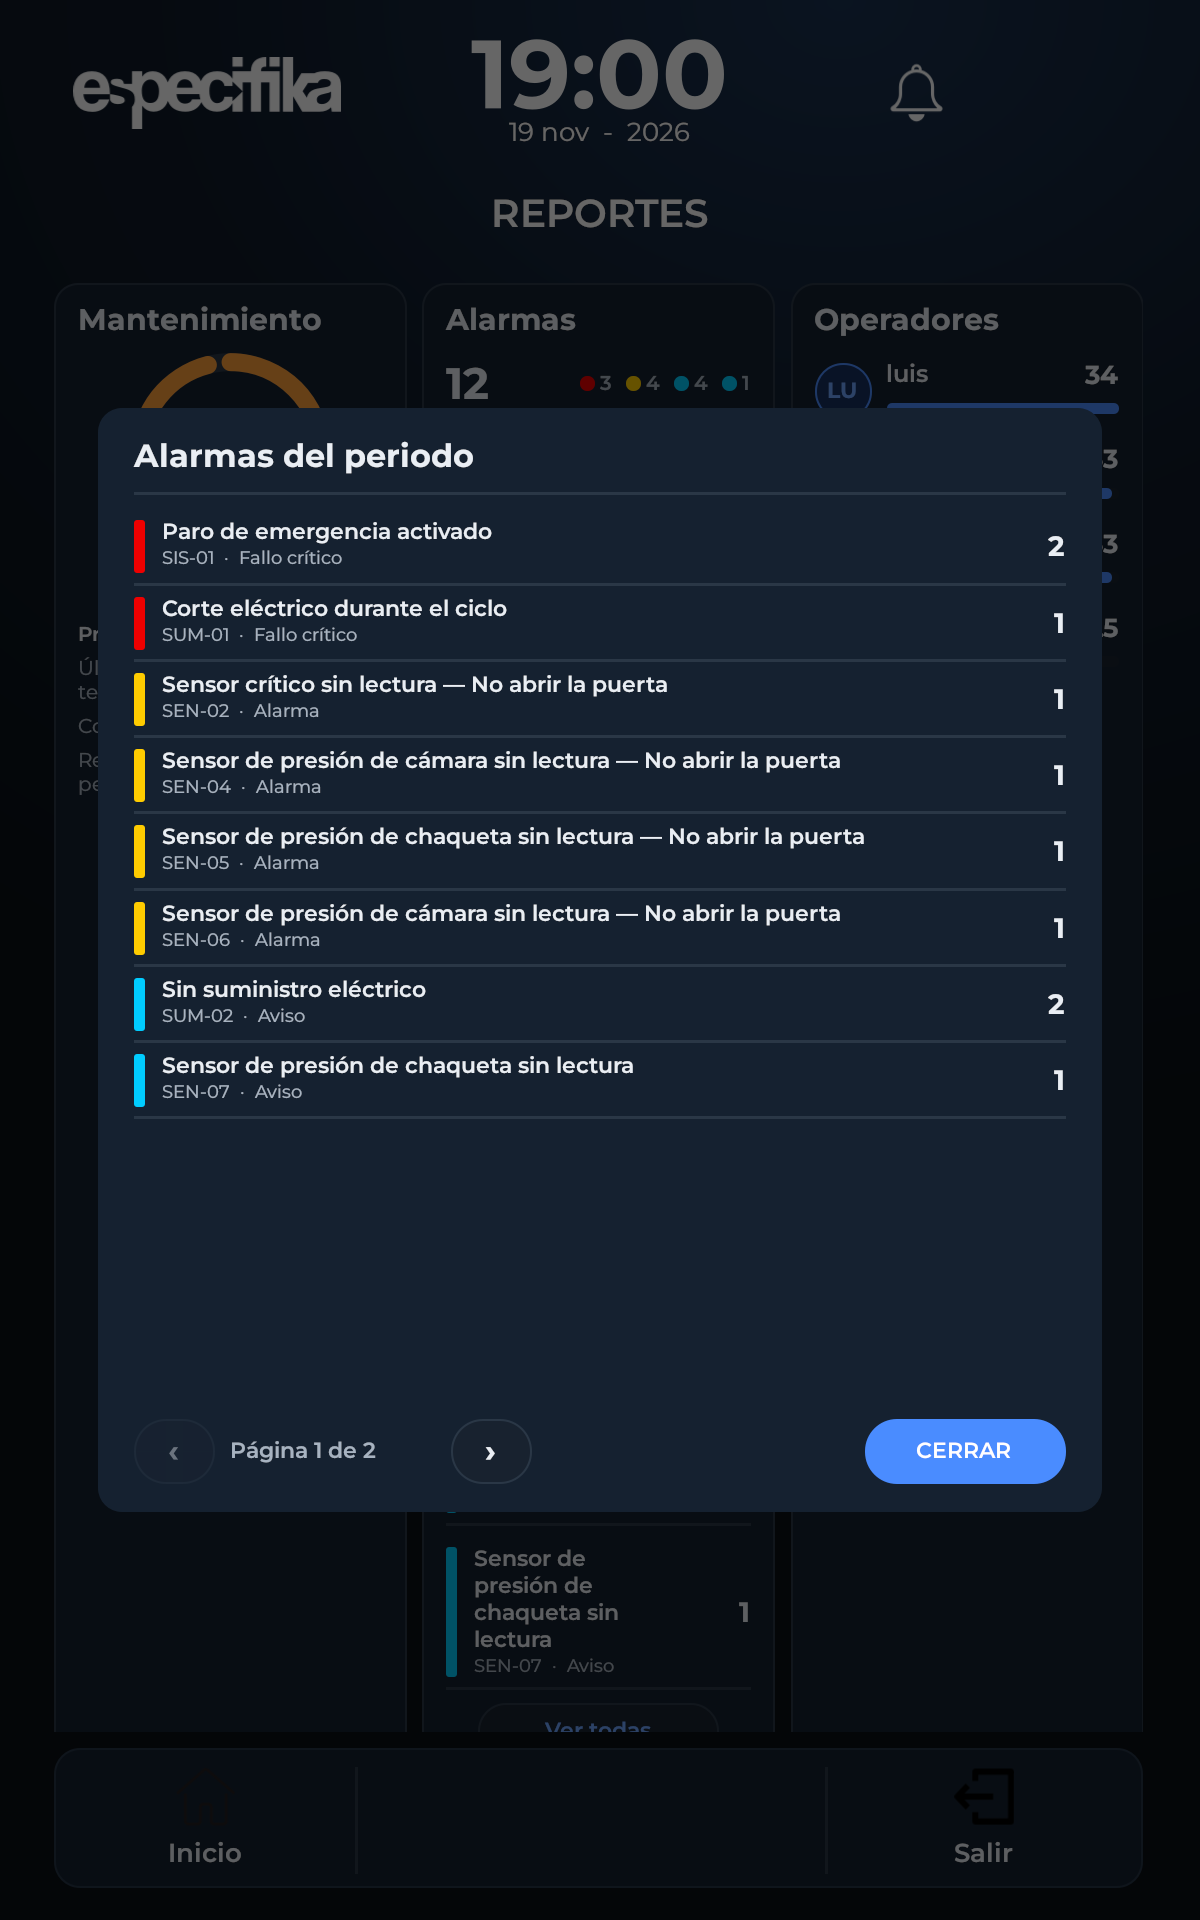 especifika
19:00
19 nov - 2026
REPORTES
Mantenimiento
Alarmas
Operadores
12
3
4
4
1
LU
luis
34
Alarmas del periodo
Paro de emergencia activado
SIS-01 · Fallo crítico
2
Corte eléctrico durante el ciclo
SUM-01 · Fallo crítico
1
Sensor crítico sin lectura — No abrir la puerta
SEN-02 · Alarma
1
Sensor de presión de cámara sin lectura — No abrir la puerta
SEN-04 · Alarma
1
Sensor de presión de chaqueta sin lectura — No abrir la puerta
SEN-05 · Alarma
1
Sensor de presión de cámara sin lectura — No abrir la puerta
SEN-06 · Alarma
1
Sin suministro eléctrico
SUM-02 · Aviso
2
Sensor de presión de chaqueta sin lectura
SEN-07 · Aviso
1
‹ Página 1 de 2 ›
CERRAR
Sensor de
presión de
chaqueta sin
lectura
SEN-07 · Aviso
1
Ver todas
Inicio
Salir